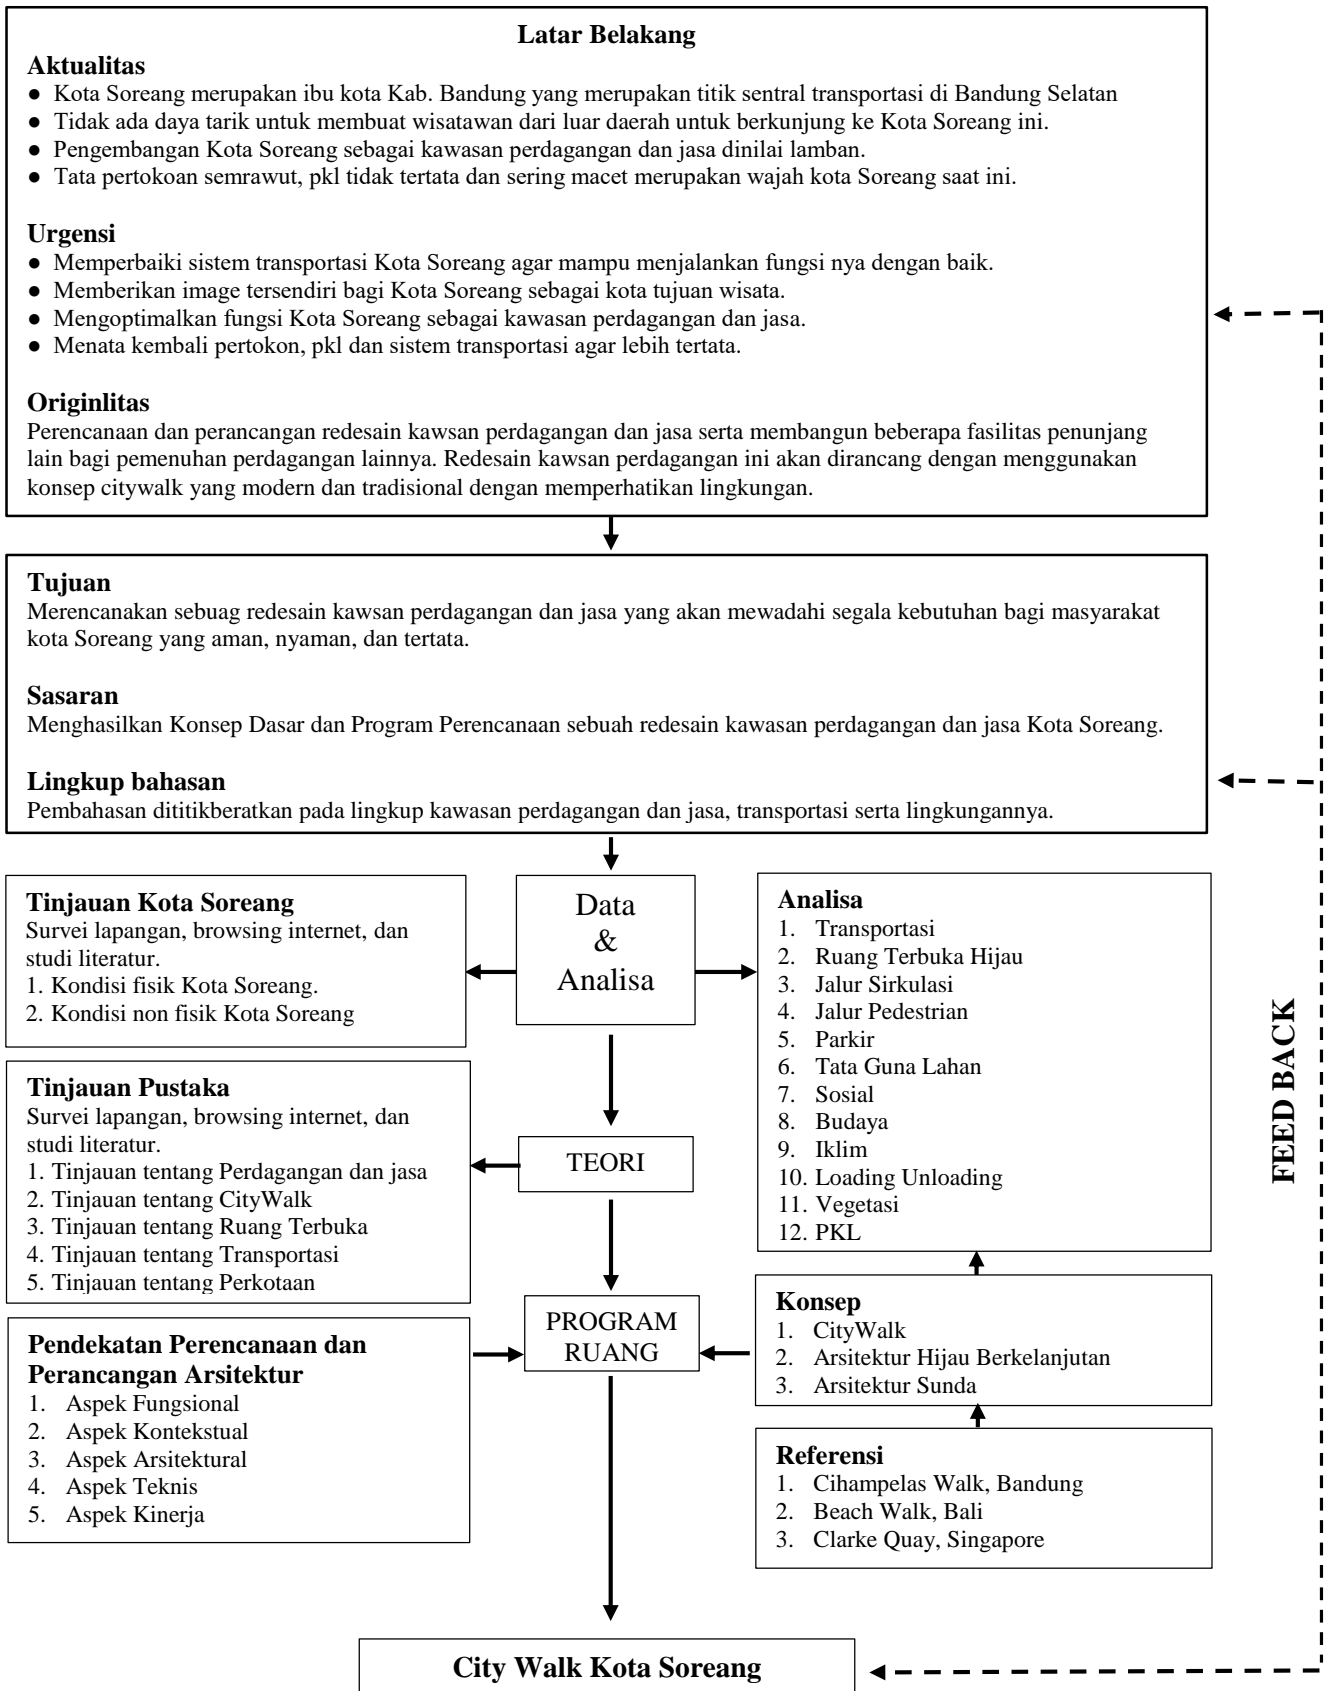 Latar Belakang
Aktualitas
● Kota Soreang merupakan ibu kota Kab. Bandung yang merupakan titik sentral transportasi di Bandung Selatan
● Tidak ada daya tarik untuk membuat wisatawan dari luar daerah untuk berkunjung ke Kota Soreang ini.
● Pengembangan Kota Soreang sebagai kawasan perdagangan dan jasa dinilai lamban.
● Tata pertokoan semrawut, pkl tidak tertata dan sering macet merupakan wajah kota Soreang saat ini.
Urgensi
● Memperbaiki sistem transportasi Kota Soreang agar mampu menjalankan fungsi nya dengan baik.
● Memberikan image tersendiri bagi Kota Soreang sebagai kota tujuan wisata.
● Mengoptimalkan fungsi Kota Soreang sebagai kawasan perdagangan dan jasa.
● Menata kembali pertokon, pkl dan sistem transportasi agar lebih tertata.
Originlitas
Perencanaan dan perancangan redesain kawsan perdagangan dan jasa serta membangun beberapa fasilitas penunjang
lain bagi pemenuhan perdagangan lainnya. Redesain kawsan perdagangan ini akan dirancang dengan menggunakan
konsep citywalk yang modern dan tradisional dengan memperhatikan lingkungan.
Tujuan
Merencanakan sebuag redesain kawsan perdagangan dan jasa yang akan mewadahi segala kebutuhan bagi masyarakat
kota Soreang yang aman, nyaman, dan tertata.
Sasaran
Menghasilkan Konsep Dasar dan Program Perencanaan sebuah redesain kawasan perdagangan dan jasa Kota Soreang.
Lingkup bahasan
Pembahasan dititikberatkan pada lingkup kawasan perdagangan dan jasa, transportasi serta lingkungannya.
Tinjauan Kota Soreang
Survei lapangan, browsing internet, dan
studi literatur.
1. Kondisi fisik Kota Soreang.
2. Kondisi non fisik Kota Soreang
Data
&
Analisa
Analisa
1. Transportasi
2. Ruang Terbuka Hijau
3. Jalur Sirkulasi
4. Jalur Pedestrian
5. Parkir
6. Tata Guna Lahan
7. Sosial
8. Budaya
9. Iklim
10. Loading Unloading
11. Vegetasi
12. PKL
Tinjauan Pustaka
Survei lapangan, browsing internet, dan
studi literatur.
1. Tinjauan tentang Perdagangan dan jasa
2. Tinjauan tentang CityWalk
3. Tinjauan tentang Ruang Terbuka
4. Tinjauan tentang Transportasi
5. Tinjauan tentang Perkotaan
TEORI
PROGRAM
RUANG
Konsep
1. CityWalk
2. Arsitektur Hijau Berkelanjutan
3. Arsitektur Sunda
Pendekatan Perencanaan dan
Perancangan Arsitektur
1. Aspek Fungsional
2. Aspek Kontekstual
3. Aspek Arsitektural
4. Aspek Teknis
5. Aspek Kinerja
Referensi
1. Cihampelas Walk, Bandung
2. Beach Walk, Bali
3. Clarke Quay, Singapore
City Walk Kota Soreang
FEED BACK